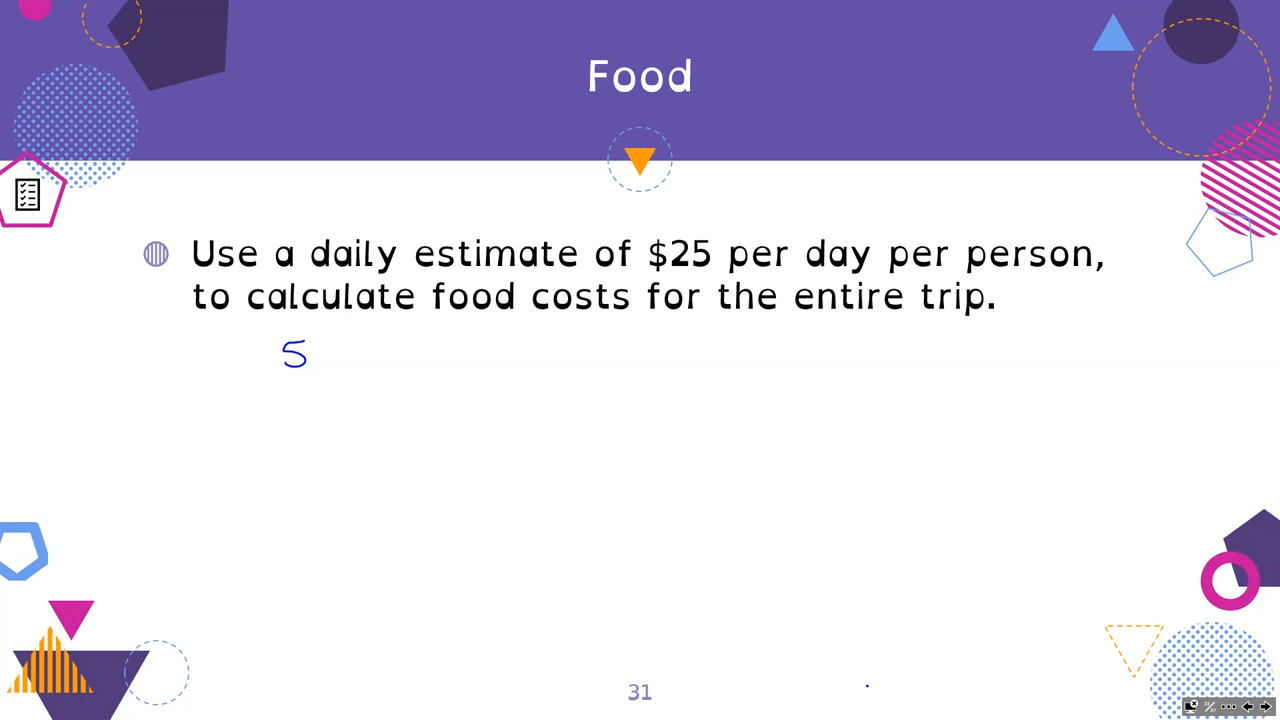 Food
Use a daily estimate of $25 per day per person,
to calculate food costs for the entire trip.
5
31